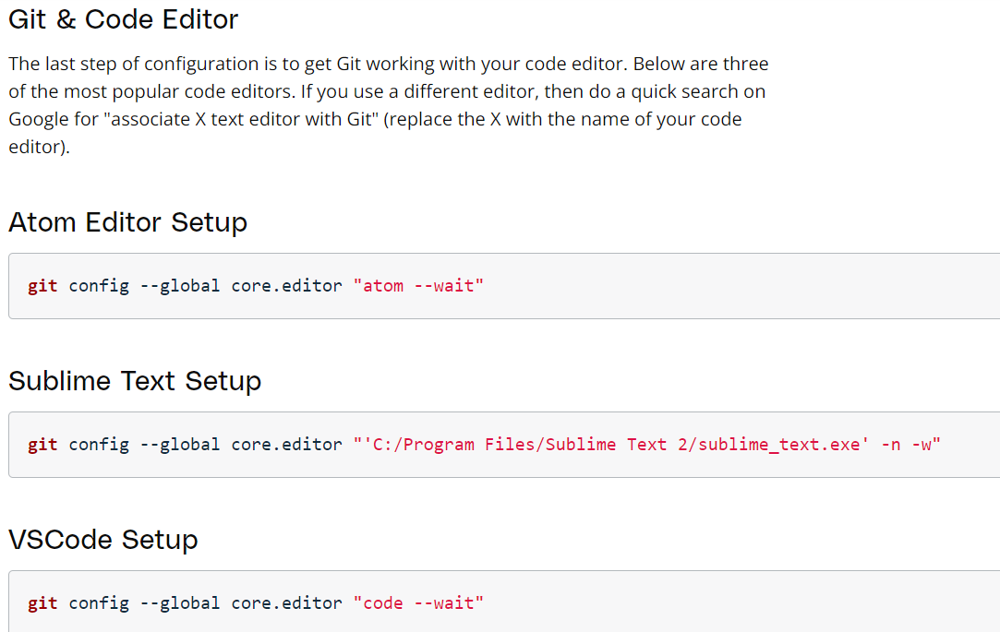 Git & Code Editor
The last step of configuration is to get Git working with your code editor. Below are three
of the most popular code editors. If you use a different editor, then do a quick search on
Google for "associate X text editor with Git" (replace the X with the name of your code
editor).
Atom Editor Setup
git config --global core.editor "atom --wait"
Sublime Text Setup
git config --global core.editor "'C:/Program Files/Sublime Text 2/sublime_text.exe' -n -w"
VSCode Setup
git config --global core.editor "code --wait"